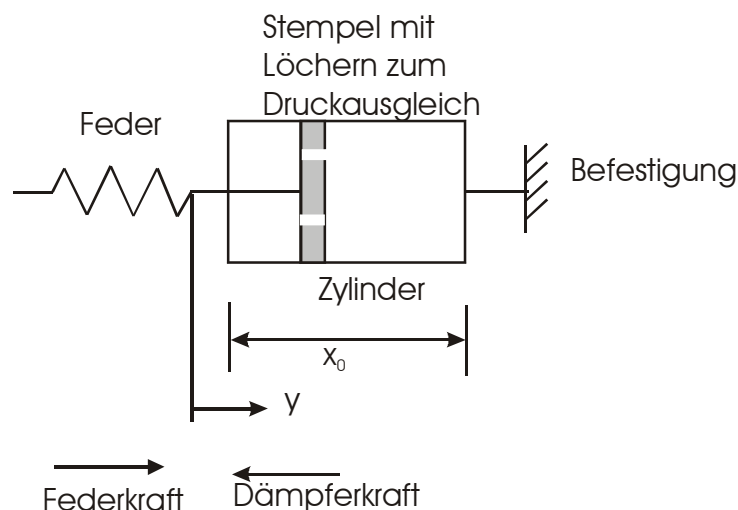 Stempel mit
Löchern zum
Druckausgleich
Feder
Befestigung
Zylinder
x₀
y
Federkraft
Dämpferkraft